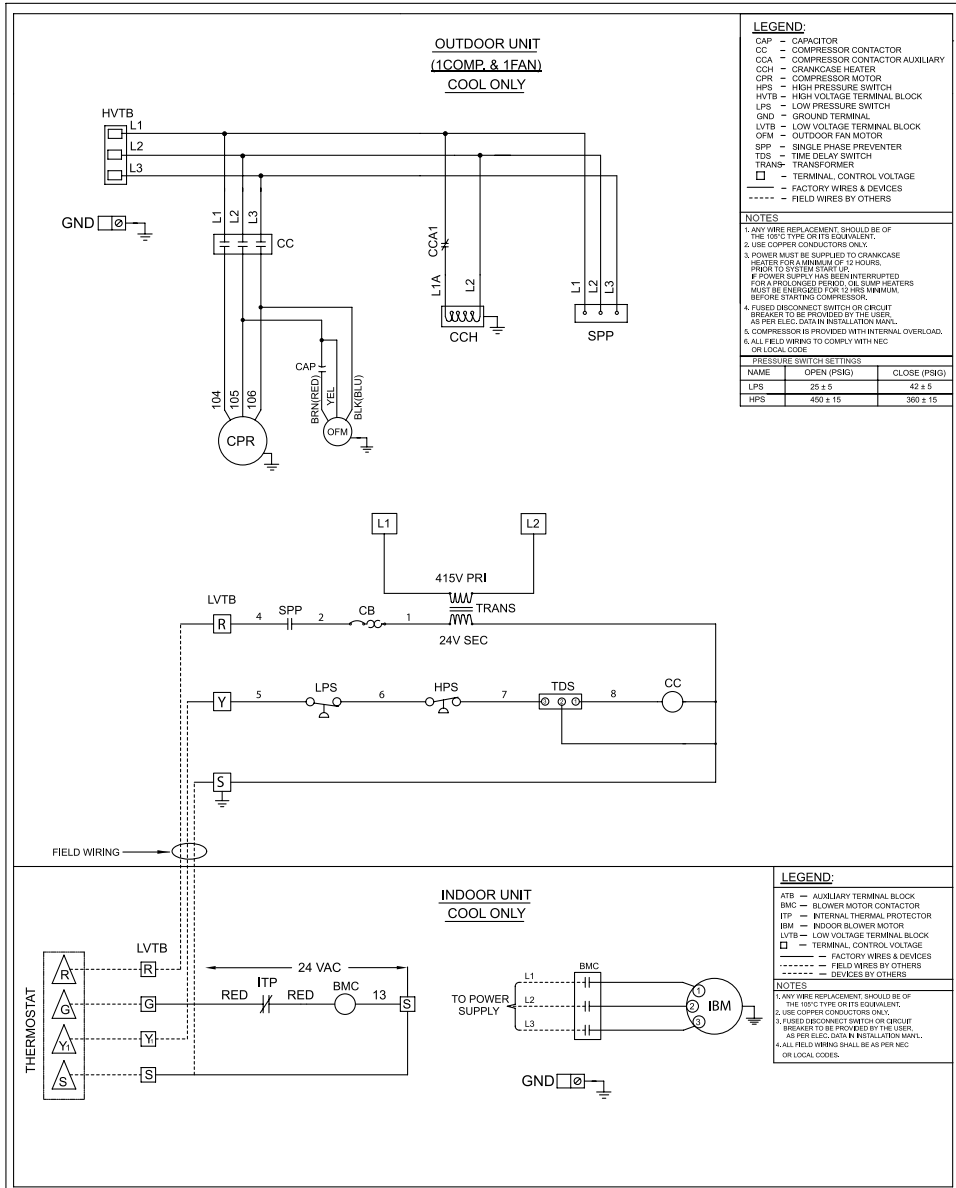 OUTDOOR UNIT
(1COMP. & 1FAN)
COOL ONLY
LEGEND:
CAP – CAPACITOR
CC – COMPRESSOR CONTACTOR
CCA – COMPRESSOR CONTACTOR AUXILIARY
CCH – CRANKCASE HEATER
CPR – COMPRESSOR MOTOR
HPS – HIGH PRESSURE SWITCH
HVTB – HIGH VOLTAGE TERMINAL BLOCK
LPS – LOW PRESSURE SWITCH
GND – GROUND TERMINAL
LVTB – LOW VOLTAGE TERMINAL BLOCK
OFM – OUTDOOR FAN MOTOR
SPP – SINGLE PHASE PREVENTER
TDS – TIME DELAY SWITCH
TRANS– TRANSFORMER
– TERMINAL, CONTROL VOLTAGE
– FACTORY WIRES & DEVICES
– FIELD WIRES BY OTHERS
NOTES
1. ANY WIRE REPLACEMENT, SHOULD BE OF
THE 105°C TYPE OR ITS EQUIVALENT.
2. USE COPPER CONDUCTORS ONLY.
3. POWER MUST BE SUPPLIED TO CRANKCASE
HEATER FOR A MINIMUM OF 12 HOURS,
PRIOR TO SYSTEM START UP.
IF POWER SUPPLY HAS BEEN INTERRUPTED
FOR A PROLONGED PERIOD, OIL SUMP HEATERS
MUST BE ENERGIZED FOR 12 HRS MINIMUM,
BEFORE STARTING COMPRESSOR.
4. FUSED DISCONNECT SWITCH OR CIRCUIT
BREAKER TO BE PROVIDED BY THE USER,
AS PER ELEC. DATA IN INSTALLATION MAN'L.
5. COMPRESSOR IS PROVIDED WITH INTERNAL OVERLOAD.
6. ALL FIELD WIRING TO COMPLY WITH NEC
OR LOCAL CODE
PRESSURE SWITCH SETTINGS
NAME OPEN (PSIG) CLOSE (PSIG)
LPS 25 ± 5 42 ± 5
HPS 450 ± 15 360 ± 15
HVTB
L1
L2
L3
GND
L1 L2 L3
CC
CCA1
L1A L2
CCH
L1 L2 L3
SPP
CAP
104 105 106
BRN(RED) YEL BLK(BLU)
CPR
OFM
L1 L2
415V PRI
TRANS
24V SEC
LVTB
R 4 SPP 2 CB 1
Y 5 LPS 6 HPS 7 TDS 8 CC
3 2 1
S
FIELD WIRING
INDOOR UNIT
COOL ONLY
LEGEND:
ATB – AUXILIARY TERMINAL BLOCK
BMC – BLOWER MOTOR CONTACTOR
ITP – INTERNAL THERMAL PROTECTOR
IBM – INDOOR BLOWER MOTOR
LVTB – LOW VOLTAGE TERMINAL BLOCK
– TERMINAL, CONTROL VOLTAGE
– FACTORY WIRES & DEVICES
– FIELD WIRES BY OTHERS
– DEVICES BY OTHERS
NOTES
1. ANY WIRE REPLACEMENT, SHOULD BE OF
THE 105°C TYPE OR ITS EQUIVALENT.
2. USE COPPER CONDUCTORS ONLY.
3. FUSED DISCONNECT SWITCH OR CIRCUIT
BREAKER TO BE PROVIDED BY THE USER,
AS PER ELEC. DATA IN INSTALLATION MAN'L.
4. ALL FIELD WIRING SHALL BE AS PER NEC
OR LOCAL CODES.
THERMOSTAT
LVTB
R R
G G
Y1 Y1
S S
24 VAC
RED ITP RED BMC 13 S
TO POWER
SUPPLY
L1
L2
L3
BMC
1
2
3
IBM
GND